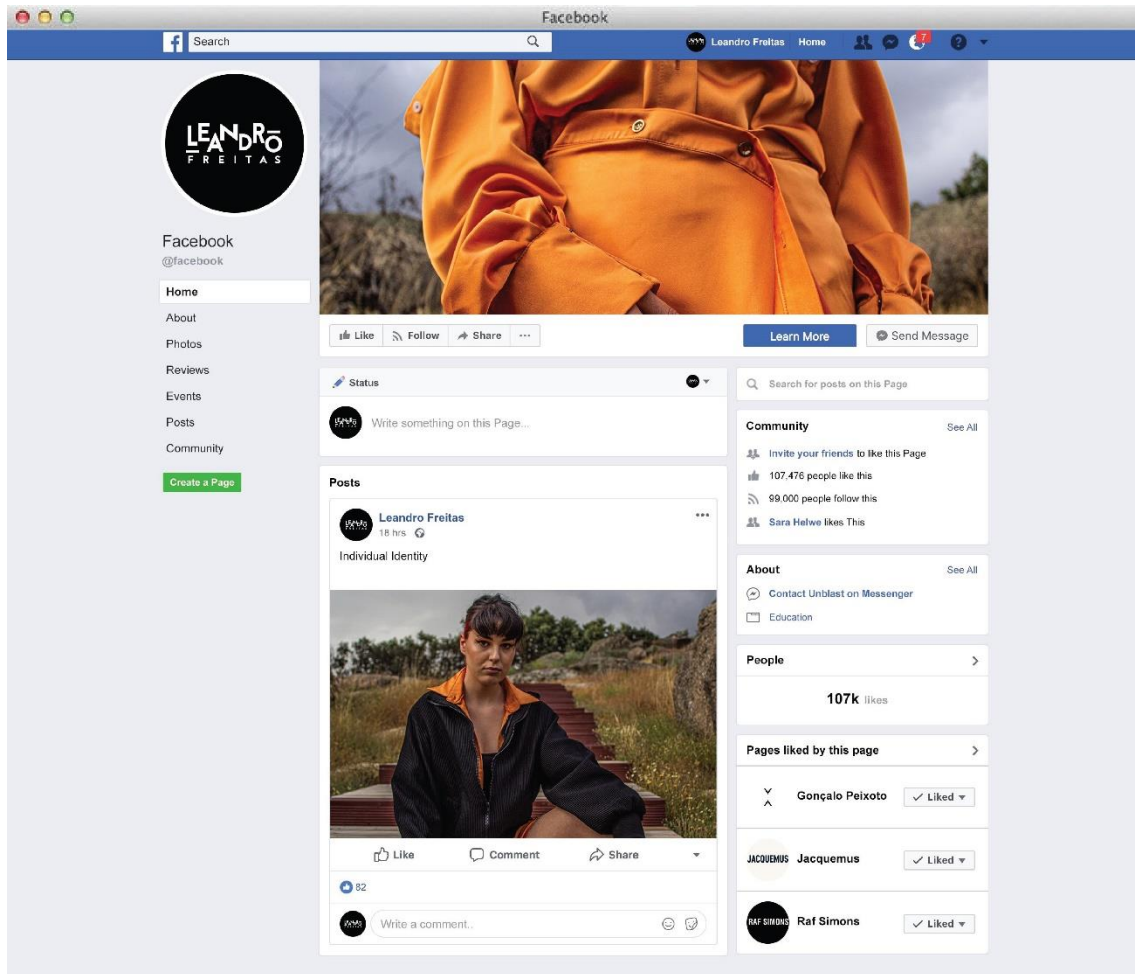 Facebook
Search
Leandro Freitas Home
7
LEANDRO
FREITAS
Facebook
@facebook
Home
About
Photos
Reviews
Events
Posts
Community
Create a Page
Like Follow Share ...
Learn More
Send Message
Status
Write something on this Page...
Posts
Leandro Freitas
18 hrs
Individual Identity
Like Comment Share
82
Write a comment..
Search for posts on this Page
Community See All
Invite your friends to like this Page
107,476 people like this
99.000 people follow this
Sara Helwe likes This
About See All
Contact Unblast on Messenger
Education
People
107k likes
Pages liked by this page
Gonçalo Peixoto Liked
JACQUEMUS Jacquemus Liked
RAF SIMONS Raf Simons Liked